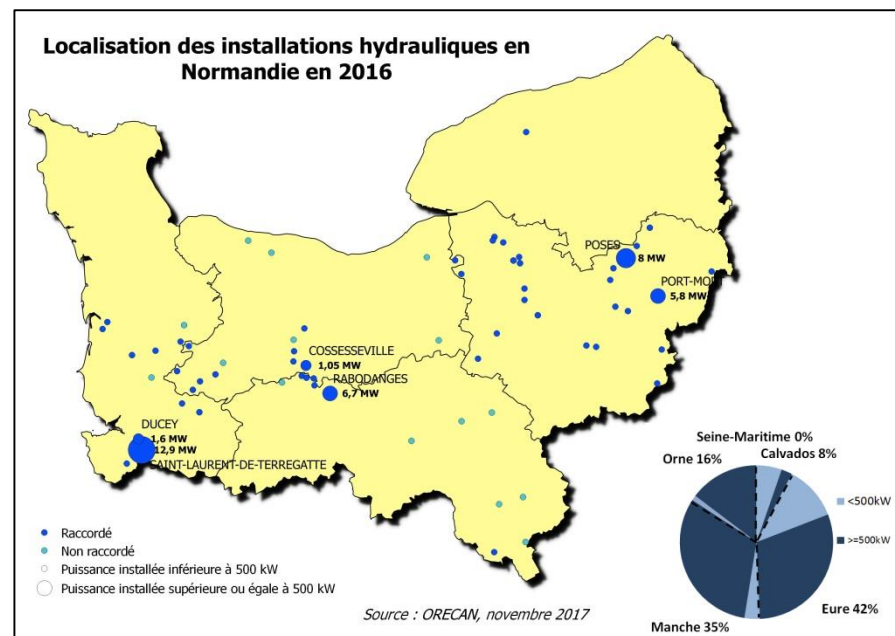 Localisation des installations hydrauliques en
Normandie en 2016
POSES
8 MW
PORT-MORT
5,8 MW
COSSESSEVILLE
1,05 MW
RABODANGES
6,7 MW
DUCEY
1,6 MW
12,9 MW
SAINT-LAURENT-DE-TERREGATTE
Raccordé
Non raccordé
Puissance installée inférieure à 500 kW
Puissance installée supérieure ou égale à 500 kW
Source : ORECAN, novembre 2017
Seine-Maritime 0%
Calvados 8%
Orne 16%
<500kW
>=500kW
Eure 42%
Manche 35%